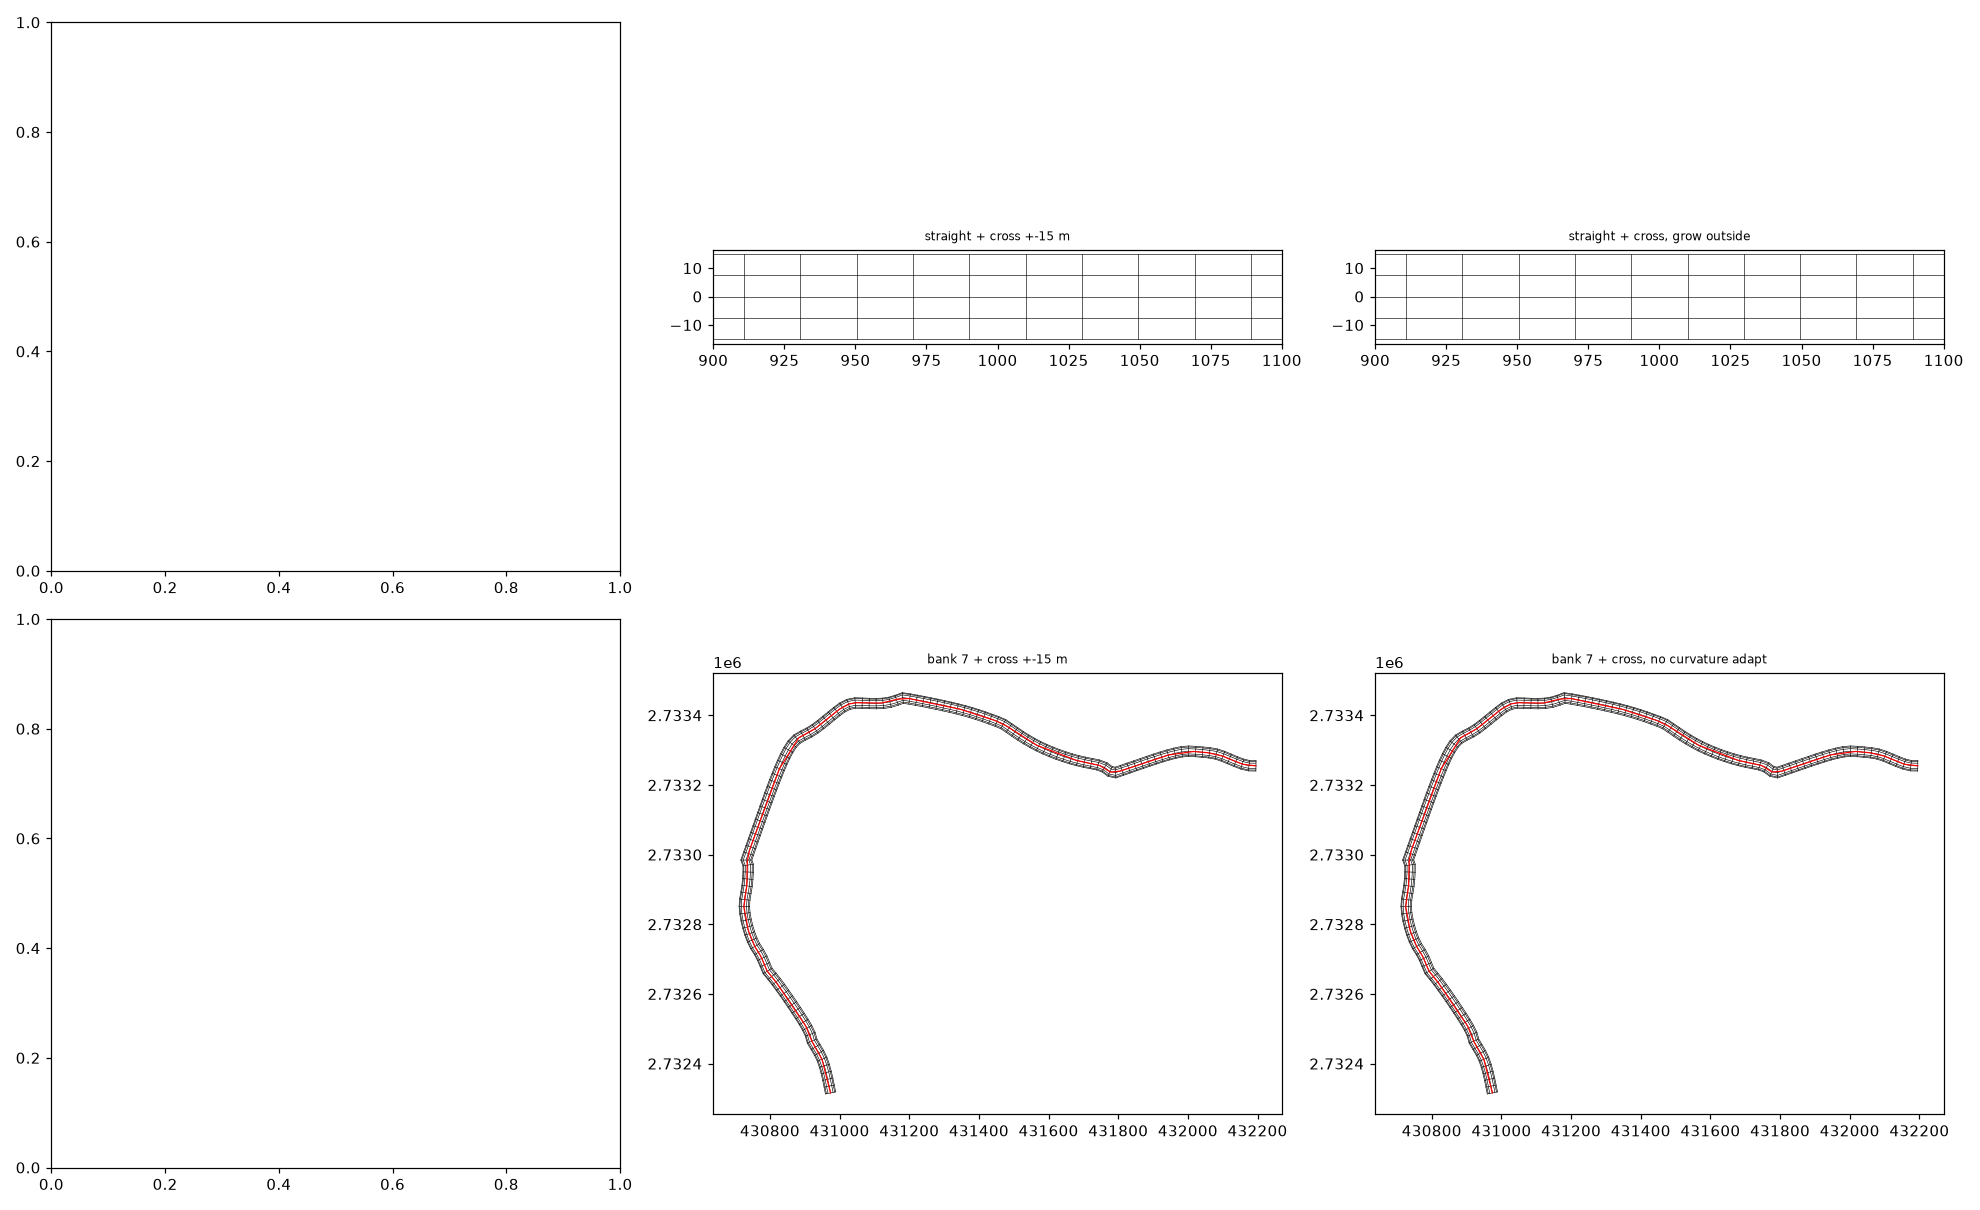 1.0
0.8
0.6
0.4
0.2
0.0
0.0 0.2 0.4 0.6 0.8 1.0
straight + cross +-15 m
10
0
−10
900 925 950 975 1000 1025 1050 1075 1100
straight + cross, grow outside
10
0
−10
900 925 950 975 1000 1025 1050 1075 1100
1.0
0.8
0.6
0.4
0.2
0.0
0.0 0.2 0.4 0.6 0.8 1.0
bank 7 + cross +-15 m
1e6
2.7334
2.7332
2.7330
2.7328
2.7326
2.7324
430800 431000 431200 431400 431600 431800 432000 432200
bank 7 + cross, no curvature adapt
1e6
2.7334
2.7332
2.7330
2.7328
2.7326
2.7324
430800 431000 431200 431400 431600 431800 432000 432200